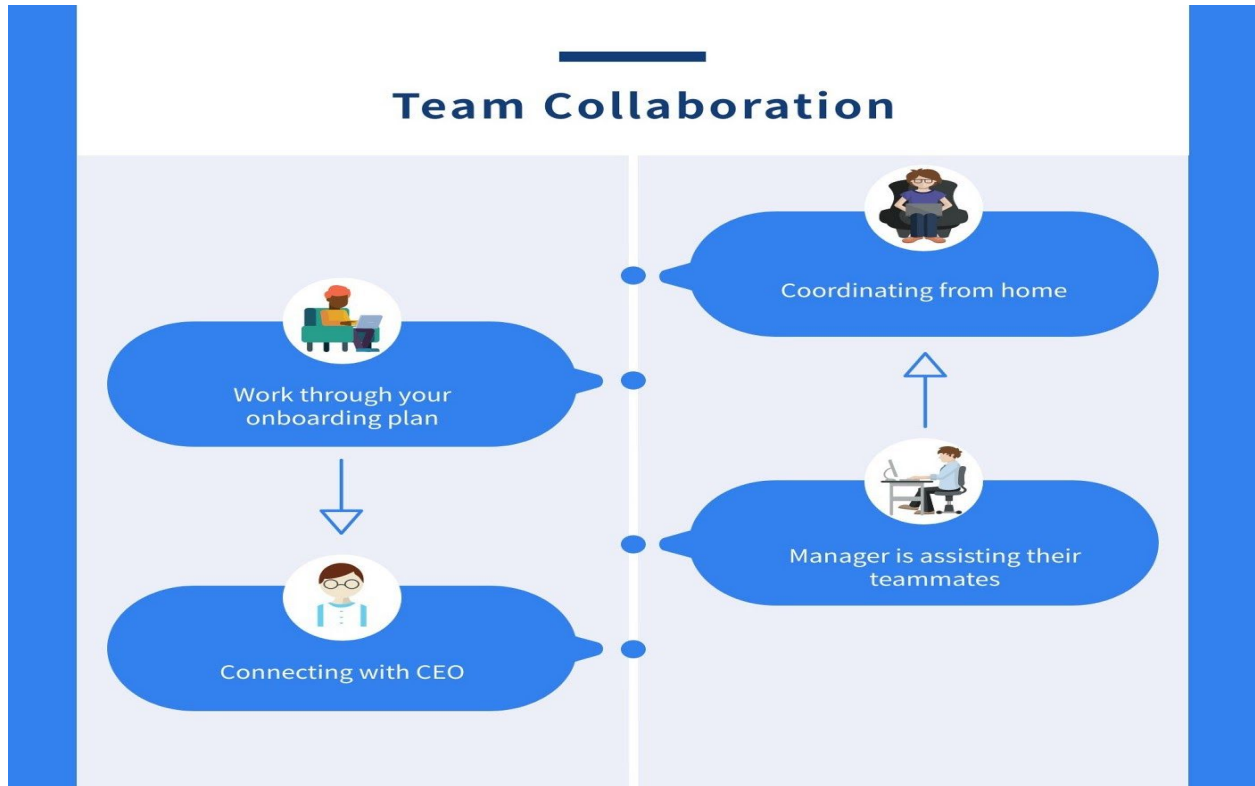 Team Collaboration
Coordinating from home
Work through your
onboarding plan
Manager is assisting their
teammates
Connecting with CEO